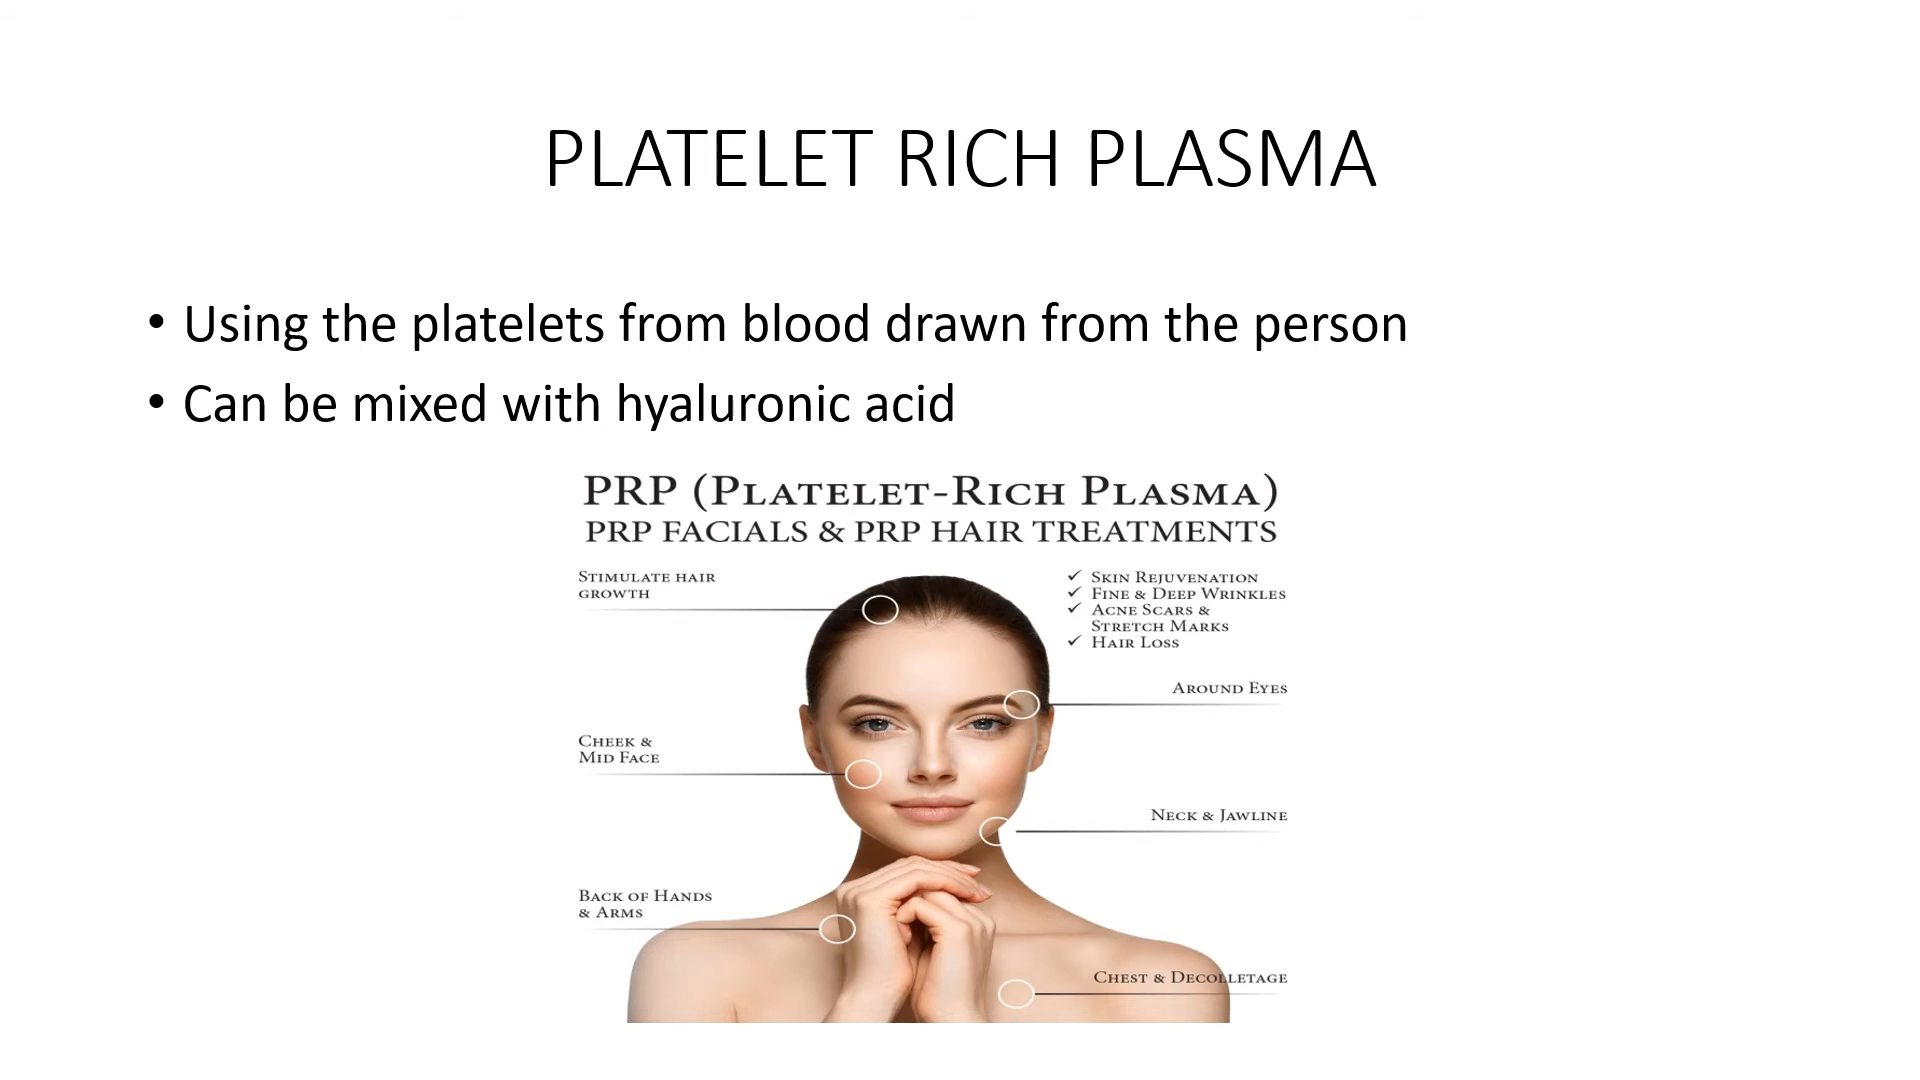 PLATELET RICH PLASMA
• Using the platelets from blood drawn from the person
• Can be mixed with hyaluronic acid
PRP (Platelet-Rich Plasma)
PRP FACIALS & PRP HAIR TREATMENTS
Stimulate hair
growth
✓ Skin Rejuvenation
✓ Fine & Deep Wrinkles
✓ Acne Scars &
Stretch Marks
✓ Hair Loss
Around Eyes
Cheek &
Mid Face
Neck & Jawline
Back of Hands
& Arms
Chest & Decolletage